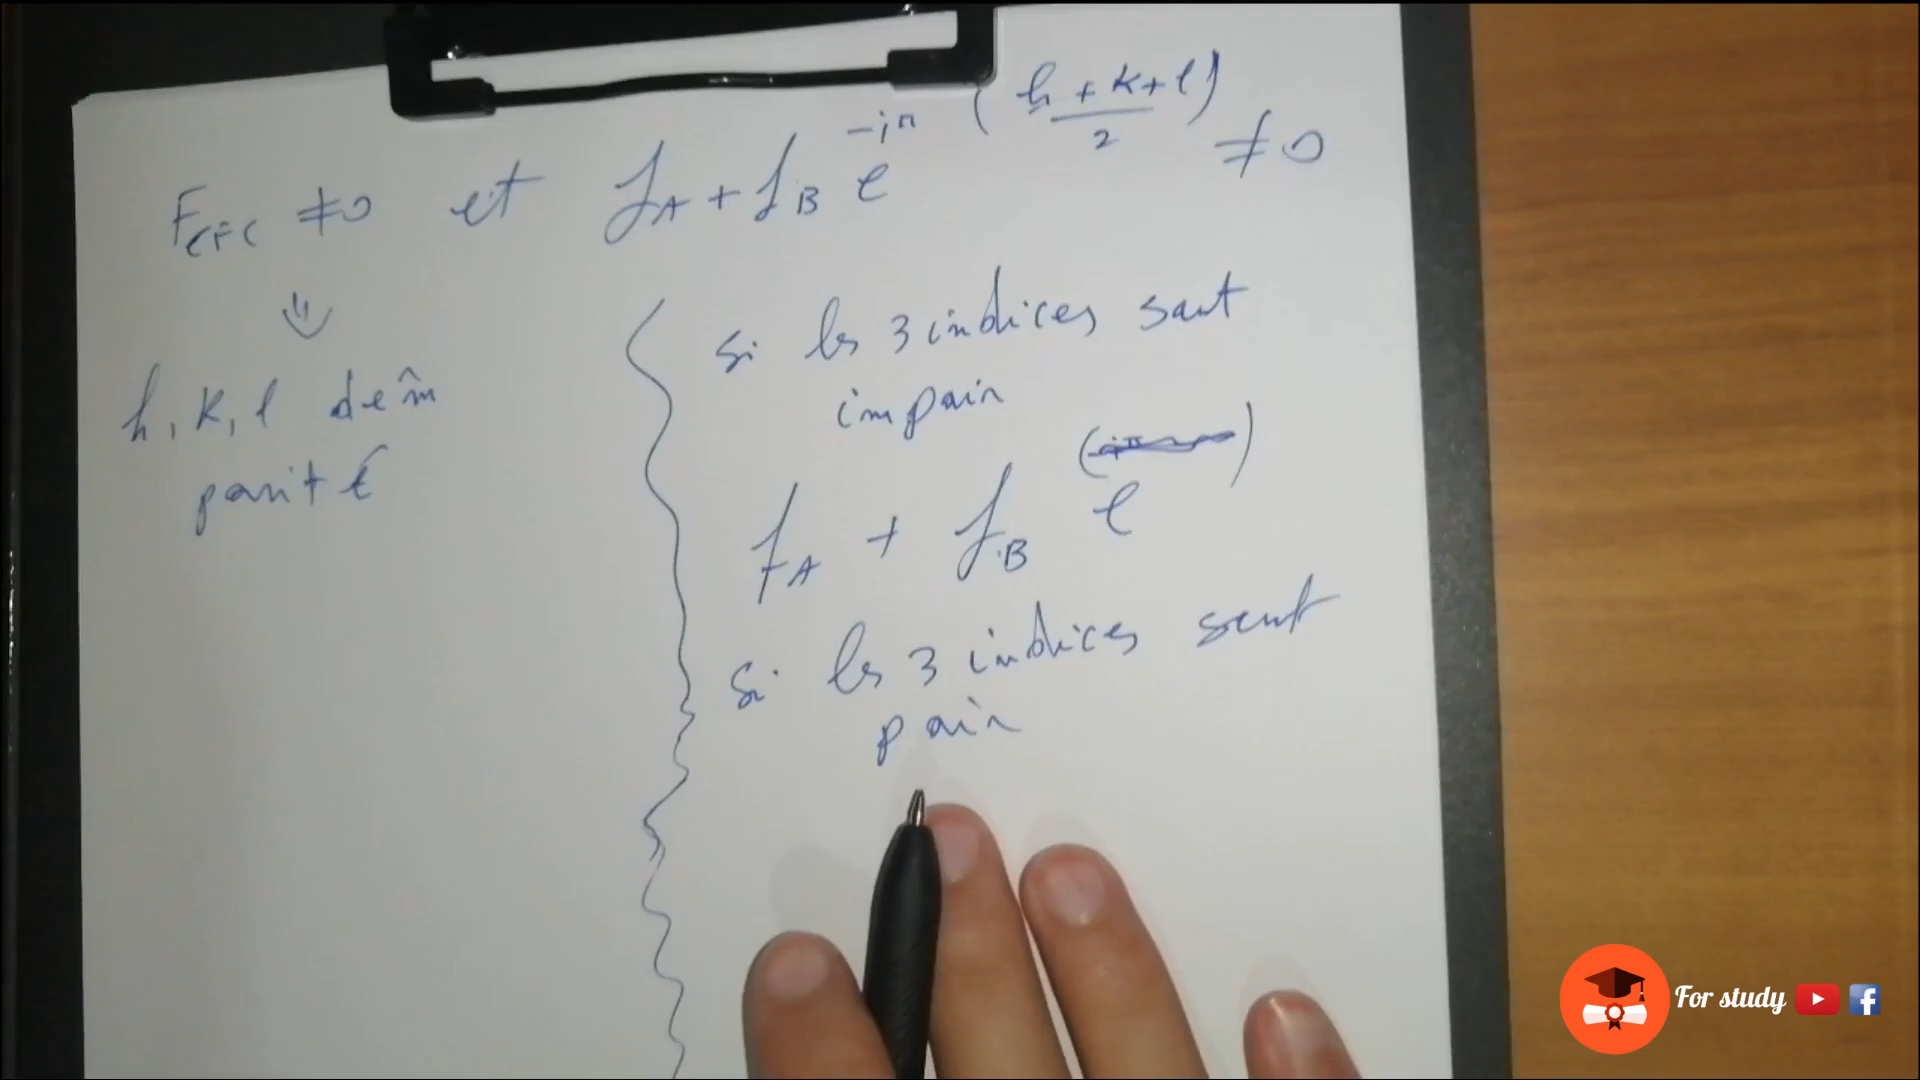 F_CFC ≠0 et f_A + f_B e^{-iπ (h+k+l)/2} ≠0
⇓
h, k, l de m̂
parité
si les 3 indices sont
impair
f_A + f_B e
si les 3 indices sont
pair
For study